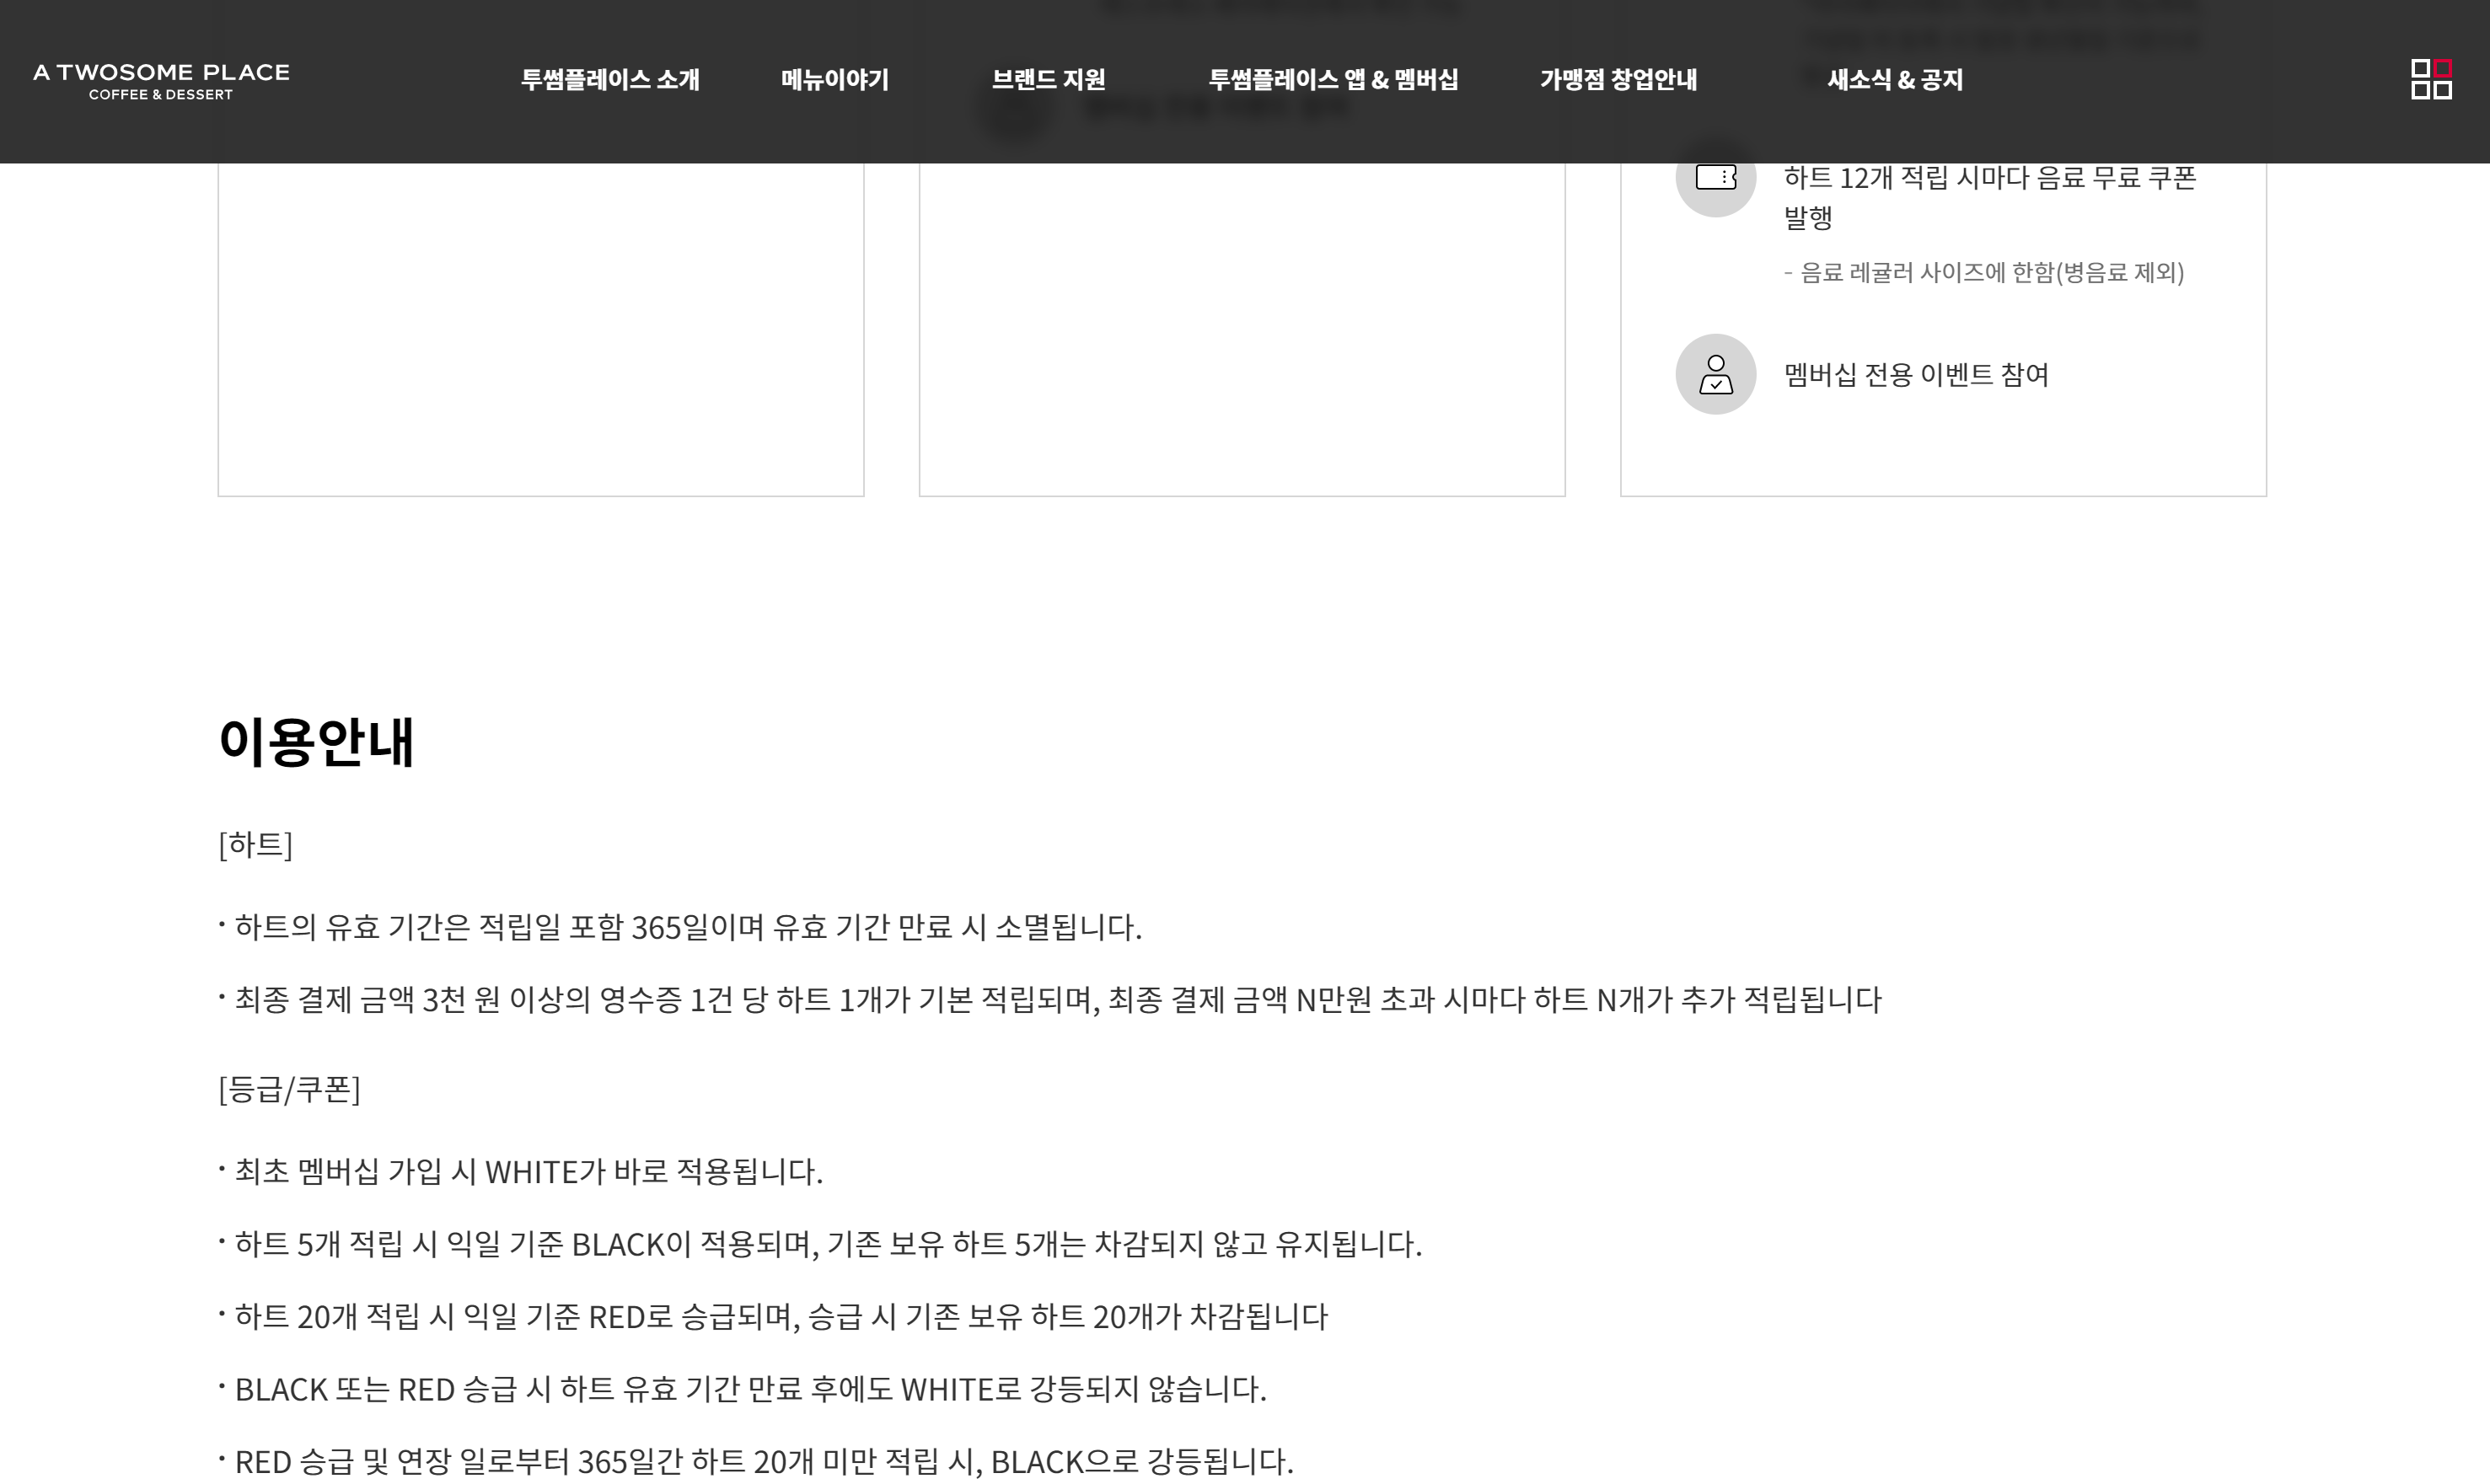 A TWOSOME PLACE
COFFEE & DESSERT
투썸플레이스 소개
메뉴이야기
브랜드 지원
투썸플레이스 앱 & 멤버십
가맹점 창업안내
새소식 & 공지
하트 12개 적립 시마다 음료 무료 쿠폰
발행
- 음료 레귤러 사이즈에 한함(병음료 제외)
멤버십 전용 이벤트 참여
이용안내
[하트]
· 하트의 유효 기간은 적립일 포함 365일이며 유효 기간 만료 시 소멸됩니다.
· 최종 결제 금액 3천 원 이상의 영수증 1건 당 하트 1개가 기본 적립되며, 최종 결제 금액 N만원 초과 시마다 하트 N개가 추가 적립됩니다
[등급/쿠폰]
· 최초 멤버십 가입 시 WHITE가 바로 적용됩니다.
· 하트 5개 적립 시 익일 기준 BLACK이 적용되며, 기존 보유 하트 5개는 차감되지 않고 유지됩니다.
· 하트 20개 적립 시 익일 기준 RED로 승급되며, 승급 시 기존 보유 하트 20개가 차감됩니다
· BLACK 또는 RED 승급 시 하트 유효 기간 만료 후에도 WHITE로 강등되지 않습니다.
· RED 승급 및 연장 일로부터 365일간 하트 20개 미만 적립 시, BLACK으로 강등됩니다.